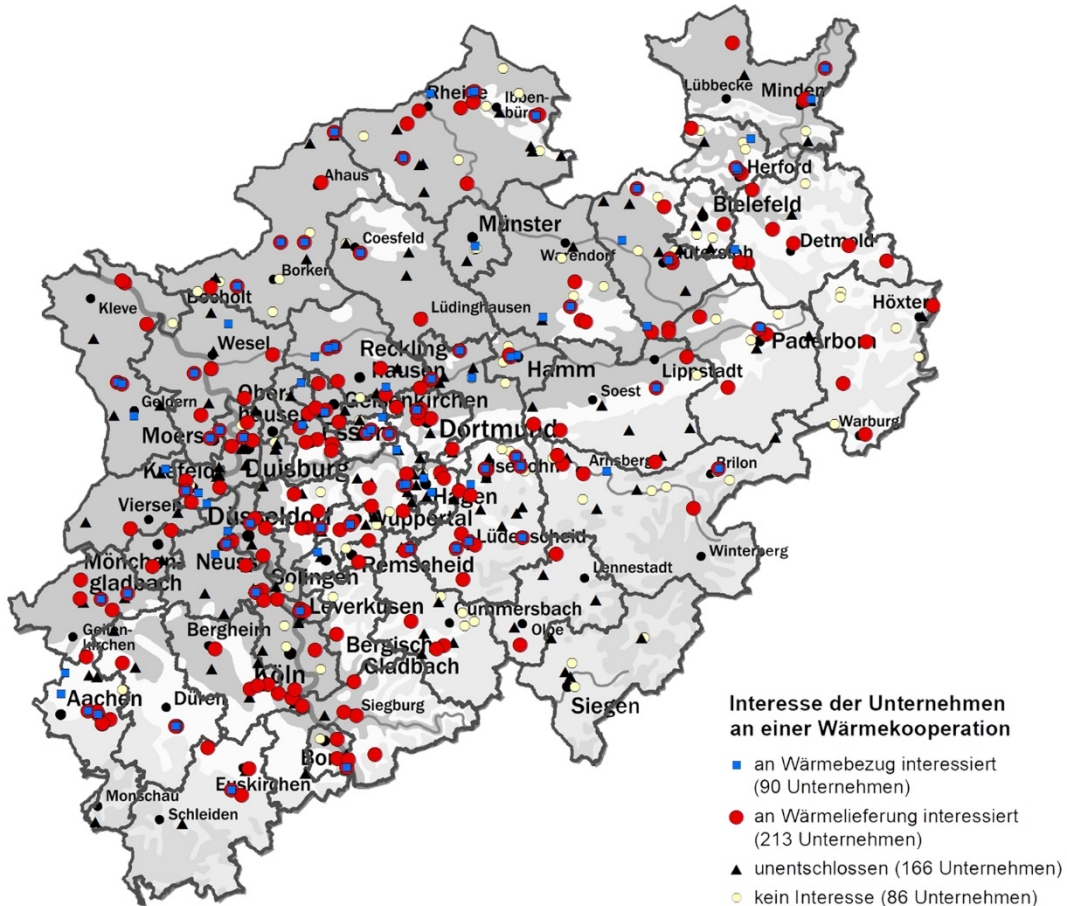 Lübbecke
Minden
Rheine
Ibben-
büren
Herford
Ahaus
Bielefeld
Münster
Coesfeld
Detmold
Warendorf
Gütersloh
Borken
Bocholt
Kleve
Lüdinghausen
Höxter
Wesel
Paderborn
Reckling-
hausen
Hamm
Lippstadt
Geldern
Ober-
hausen
Gelsenkirchen
Soest
Warburg
Moers
Essen
Dortmund
Duisburg
Krefeld
Iserlohn
Arnsberg
Brilon
Hagen
Viersen
Düsseldorf
Wuppertal
Lüdenscheid
Winterberg
Mönchen-
gladbach
Neuss
Remscheid
Solingen
Lennestadt
Leverkusen
Gummersbach
Geilen-
kirchen
Bergheim
Bergisch
Gladbach
Olpe
Köln
Aachen
Düren
Siegburg
Siegen
Bonn
Euskirchen
Monschau
Schleiden
Interesse der Unternehmen
an einer Wärmekooperation
an Wärmebezug interessiert
(90 Unternehmen)
an Wärmelieferung interessiert
(213 Unternehmen)
unentschlossen (166 Unternehmen)
kein Interesse (86 Unternehmen)